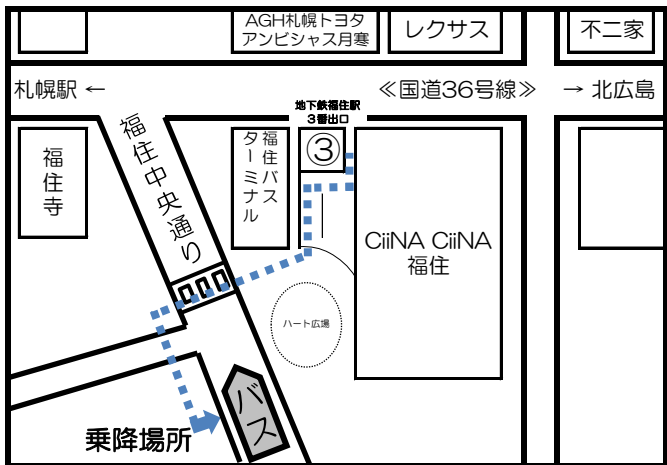 AGH札幌トヨタ
アンビシャス月寒
レクサス
不二家
札幌駅 ←
≪国道36号線≫
→ 北広島
地下鉄福住駅
3番出口
③
福住寺
福住中央通り
福住バス
ターミナル
CiiNA CiiNA
福住
ハート広場
バス
乗降場所